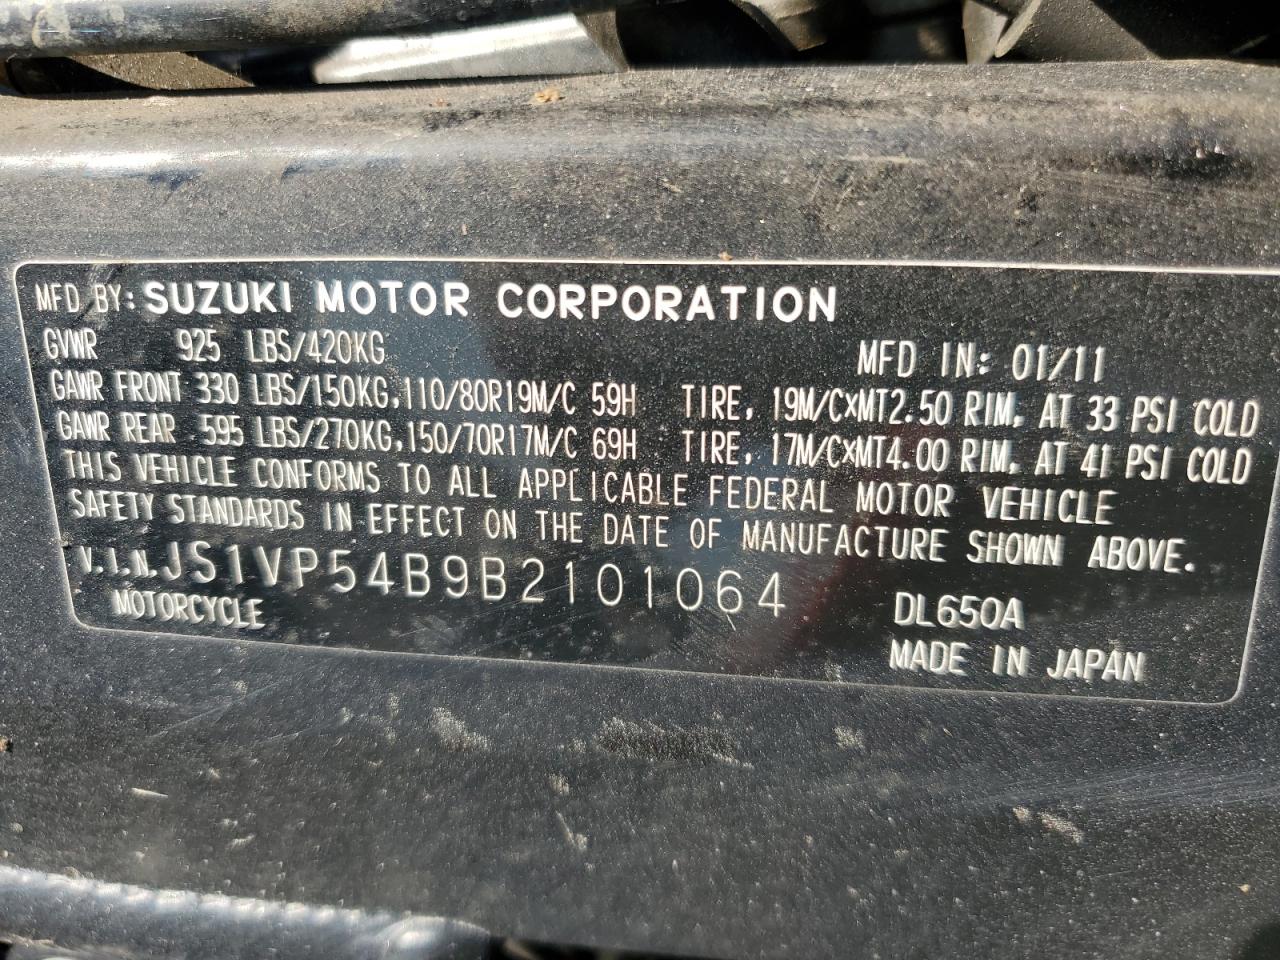 MFD BY: SUZUKI MOTOR CORPORATION
GVWR 925 LBS/420KG MFD IN: 01/11
GAWR FRONT 330 LBS/150KG, 110/80R19M/C 59H TIRE, 19M/C×MT2.50 RIM, AT 33 PSI COLD
GAWR REAR 595 LBS/270KG, 150/70R17M/C 69H TIRE, 17M/C×MT4.00 RIM, AT 41 PSI COLD
THIS VEHICLE CONFORMS TO ALL APPLICABLE FEDERAL MOTOR VEHICLE
SAFETY STANDARDS IN EFFECT ON THE DATE OF MANUFACTURE SHOWN ABOVE.
V.I.N. JS1VP54B9B2101064
MOTORCYCLE DL650A
MADE IN JAPAN